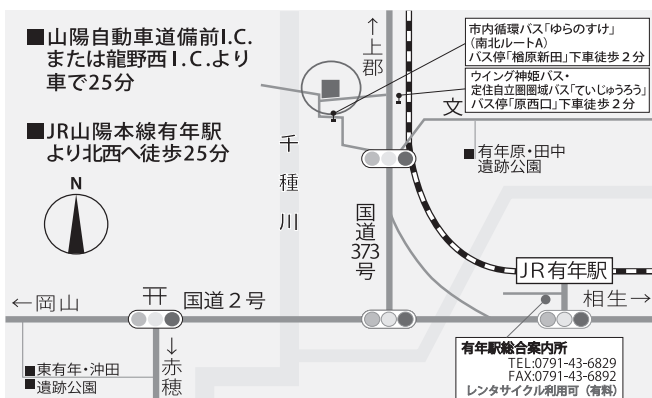 ■山陽自動車道備前I.C.
または龍野西I.C.より
車で25分
■JR山陽本線有年駅
より北西へ徒歩25分
N
↑上郡
市内循環バス「ゆらのすけ」
(南北ルートA)
バス停「楢原新田」下車徒歩2分
ウイング神姫バス・
定住自立圏圏域バス「ていじゅうろう」
バス停「原西口」下車徒歩2分
文
■有年原・田中
遺跡公園
千種川
国道373号
JR有年駅
←岡山
国道2号
相生→
↓赤穂
■東有年・沖田
■遺跡公園
有年駅総合案内所
TEL:0791-43-6829
FAX:0791-43-6892
レンタサイクル利用可(有料)